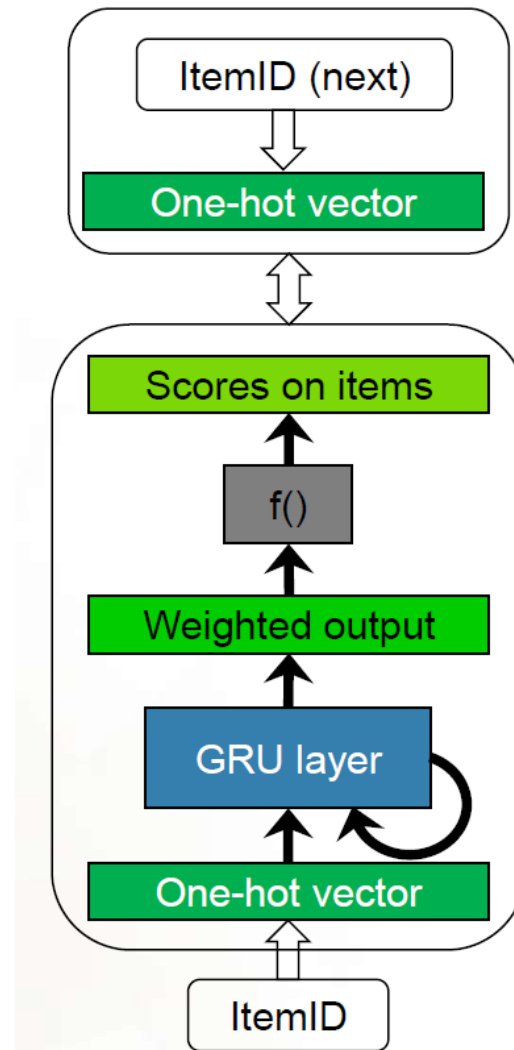 ItemID (next)
One-hot vector
Scores on items
f()
Weighted output
GRU layer
One-hot vector
ItemID